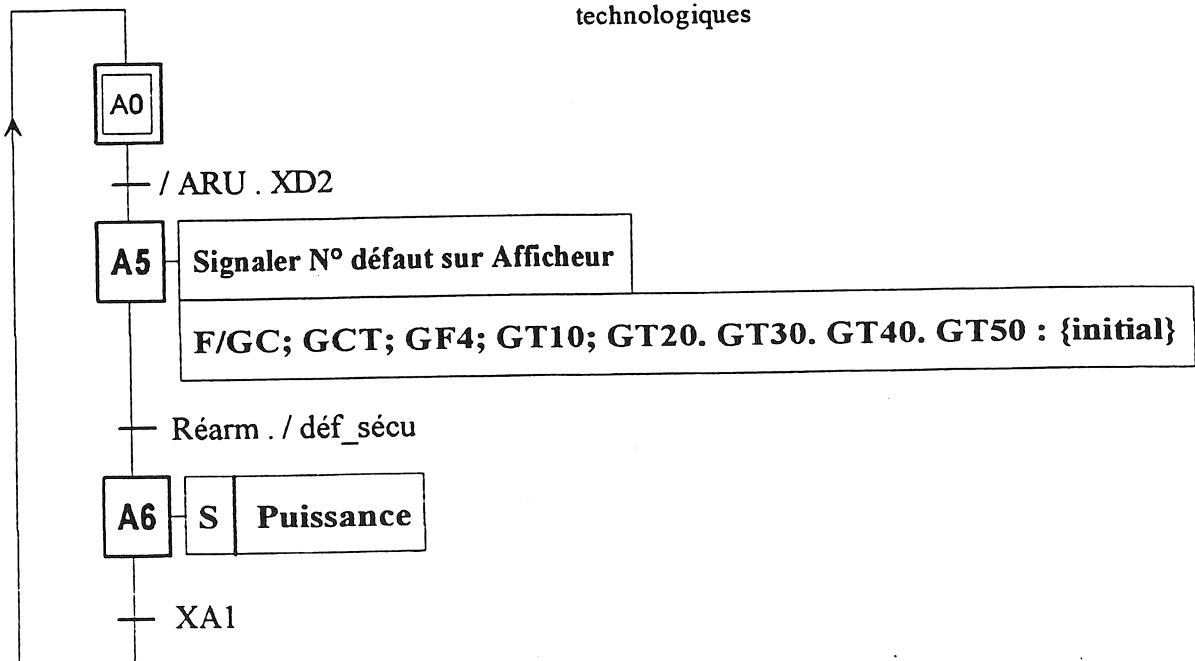 technologiques
A0
/ ARU . XD2
A5
Signaler N° défaut sur Afficheur
F/GC; GCT; GF4; GT10; GT20. GT30. GT40. GT50 : {initial}
Réarm . / déf_sécu
A6 S Puissance
XA1